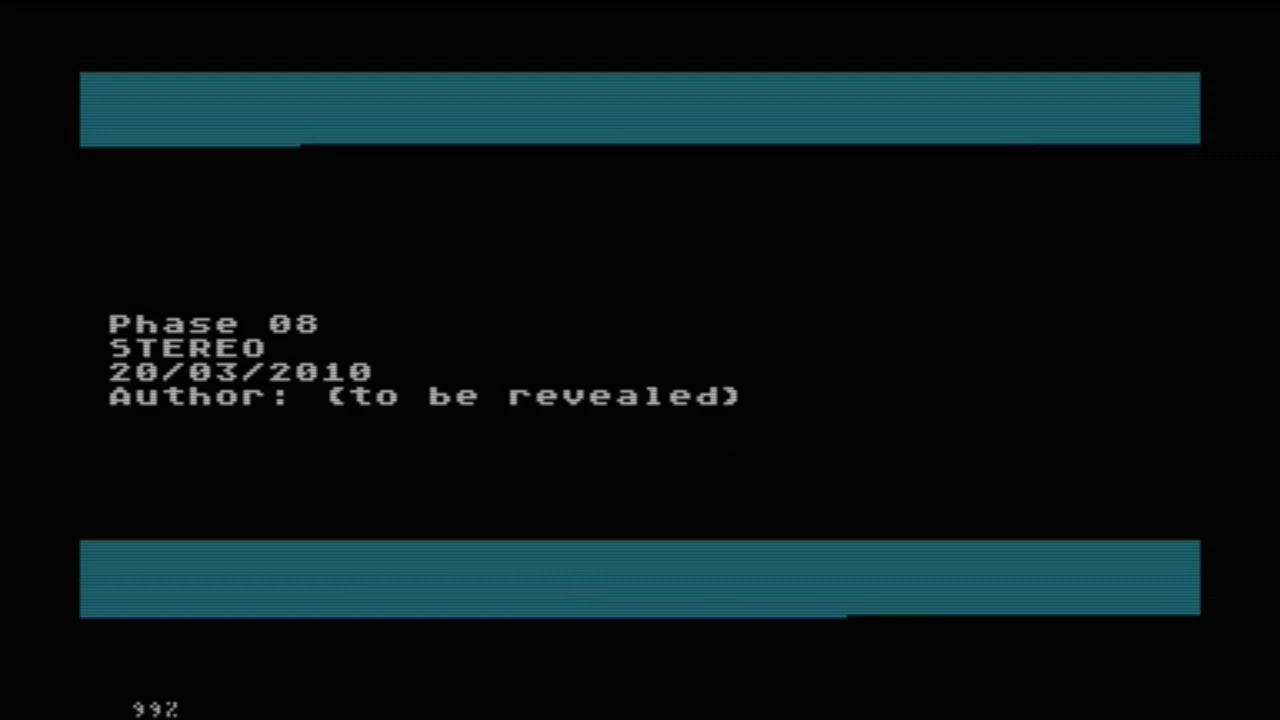 Phase 08
STEREO
20/03/2010
Author: (to be revealed)
99%